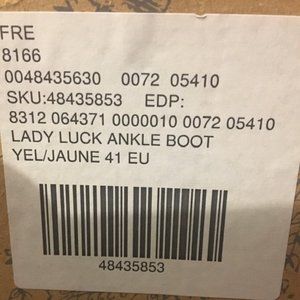 FRE
8166
0048435630 0072 05410
SKU:48435853 EDP:
8312 064371 0000010 0072 05410
LADY LUCK ANKLE BOOT
YEL/JAUNE 41 EU
48435853